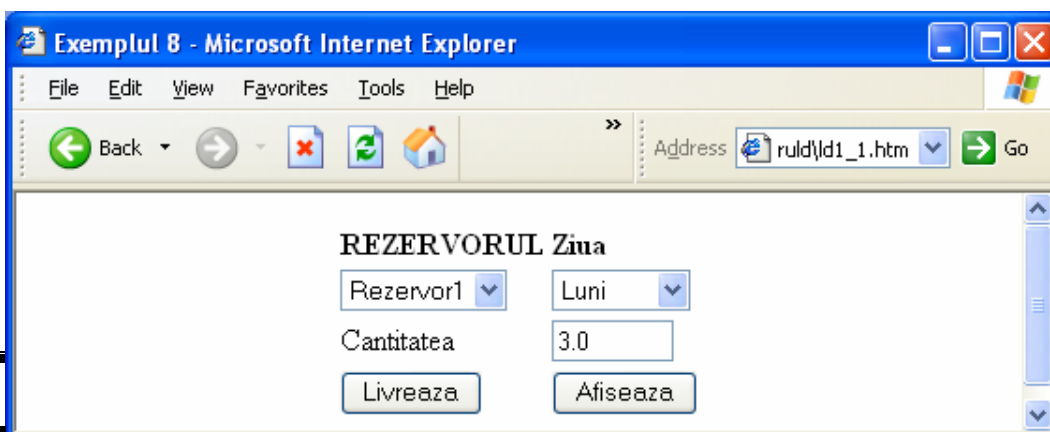 Exemplul 8 - Microsoft Internet Explorer
File Edit View Favorites Tools Help
Back » Address ruld\ld1_1.htm Go
REZERVORUL Ziua
Rezervor1 Luni
Cantitatea 3.0
Livreaza Afiseaza